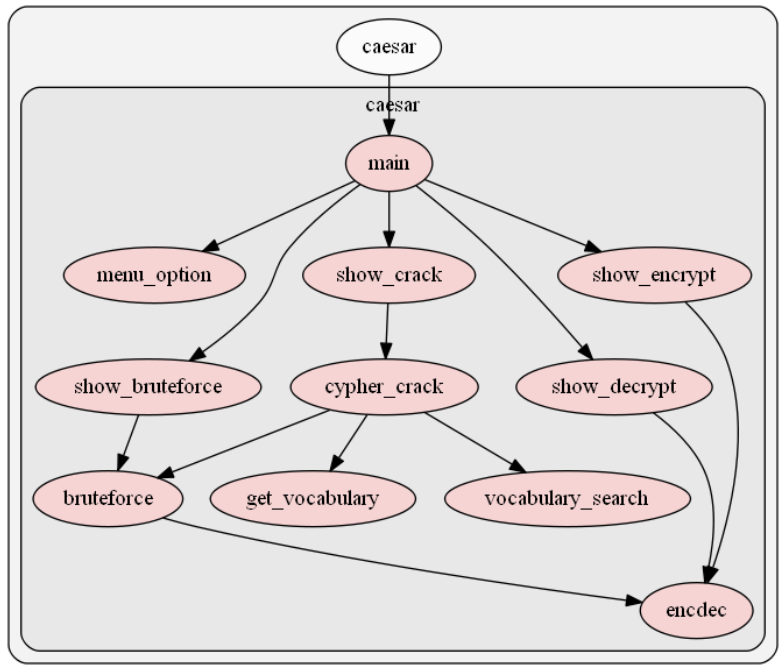 caesar
caesar
main
menu_option
show_crack
show_encrypt
show_bruteforce
cypher_crack
show_decrypt
bruteforce
get_vocabulary
vocabulary_search
encdec